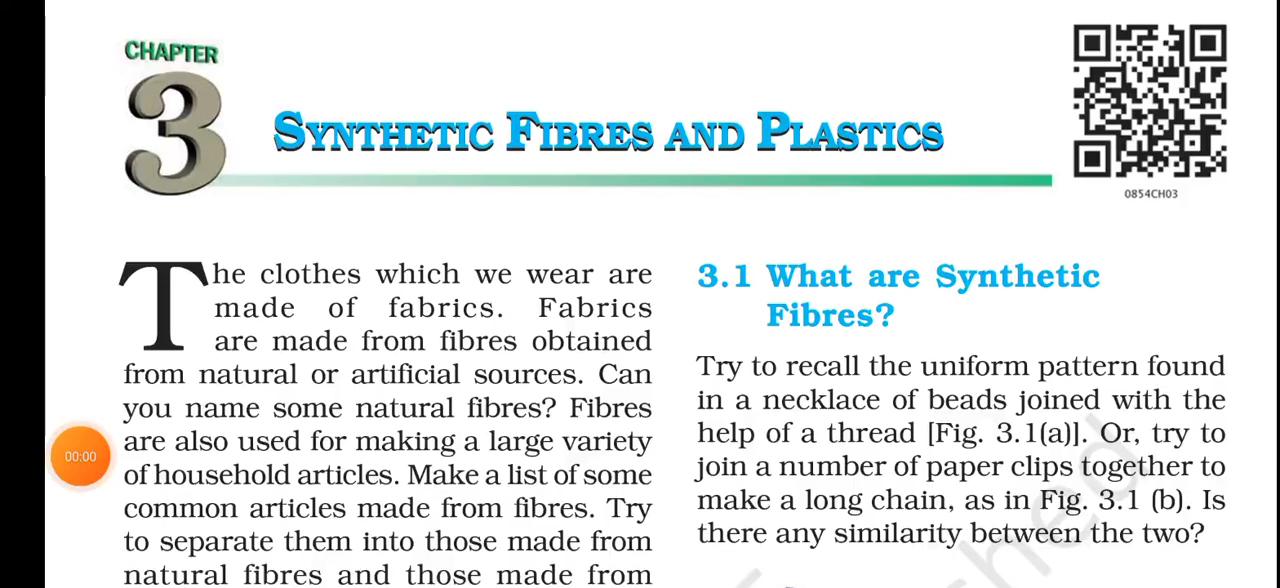 CHAPTER
3
SYNTHETIC FIBRES AND PLASTICS
0854CH03
The clothes which we wear are
made of fabrics. Fabrics
are made from fibres obtained
from natural or artificial sources. Can
you name some natural fibres? Fibres
are also used for making a large variety
of household articles. Make a list of some
common articles made from fibres. Try
to separate them into those made from
natural fibres and those made from
00:00
3.1 What are Synthetic
Fibres?
Try to recall the uniform pattern found
in a necklace of beads joined with the
help of a thread [Fig. 3.1(a)]. Or, try to
join a number of paper clips together to
make a long chain, as in Fig. 3.1 (b). Is
there any similarity between the two?